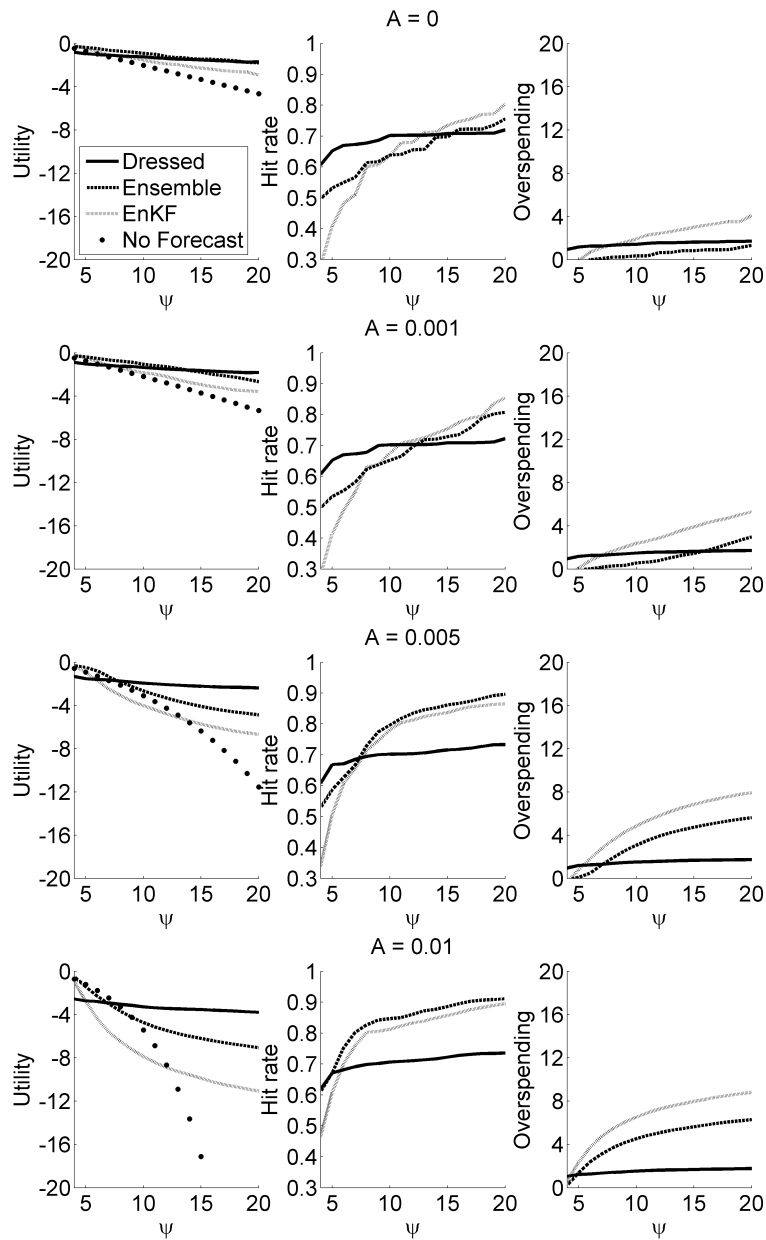 A = 0
0
-4
-8
-12
-16
-20
Utility
5 10 15 20
ψ
Dressed
Ensemble
EnKF
No Forecast
1
0.9
0.8
0.7
0.6
0.5
0.4
0.3
Hit rate
5 10 15 20
ψ
20
16
12
8
4
0
Overspending
5 10 15 20
ψ
A = 0.001
0
-4
-8
-12
-16
-20
Utility
5 10 15 20
ψ
1
0.9
0.8
0.7
0.6
0.5
0.4
0.3
Hit rate
5 10 15 20
ψ
20
16
12
8
4
0
Overspending
5 10 15 20
ψ
A = 0.005
0
-4
-8
-12
-16
-20
Utility
5 10 15 20
ψ
1
0.9
0.8
0.7
0.6
0.5
0.4
0.3
Hit rate
5 10 15 20
ψ
20
16
12
8
4
0
Overspending
5 10 15 20
ψ
A = 0.01
0
-4
-8
-12
-16
-20
Utility
5 10 15 20
ψ
1
0.9
0.8
0.7
0.6
0.5
0.4
0.3
Hit rate
5 10 15 20
ψ
20
16
12
8
4
0
Overspending
5 10 15 20
ψ